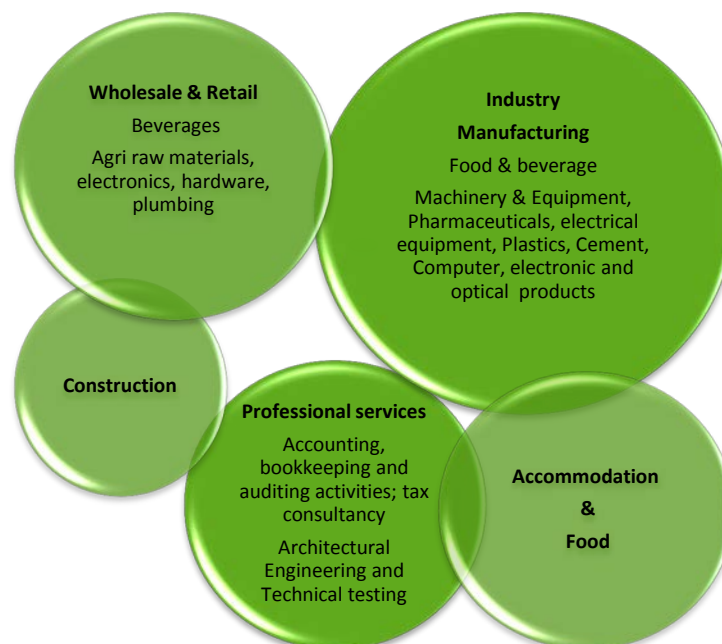 Wholesale & Retail
Beverages
Agri raw materials,
electronics, hardware,
plumbing
Industry
Manufacturing
Food & beverage
Machinery & Equipment,
Pharmaceuticals, electrical
equipment, Plastics, Cement,
Computer, electronic and
optical products
Construction
Professional services
Accounting,
bookkeeping and
auditing activities; tax
consultancy
Architectural
Engineering and
Technical testing
Accommodation
&
Food